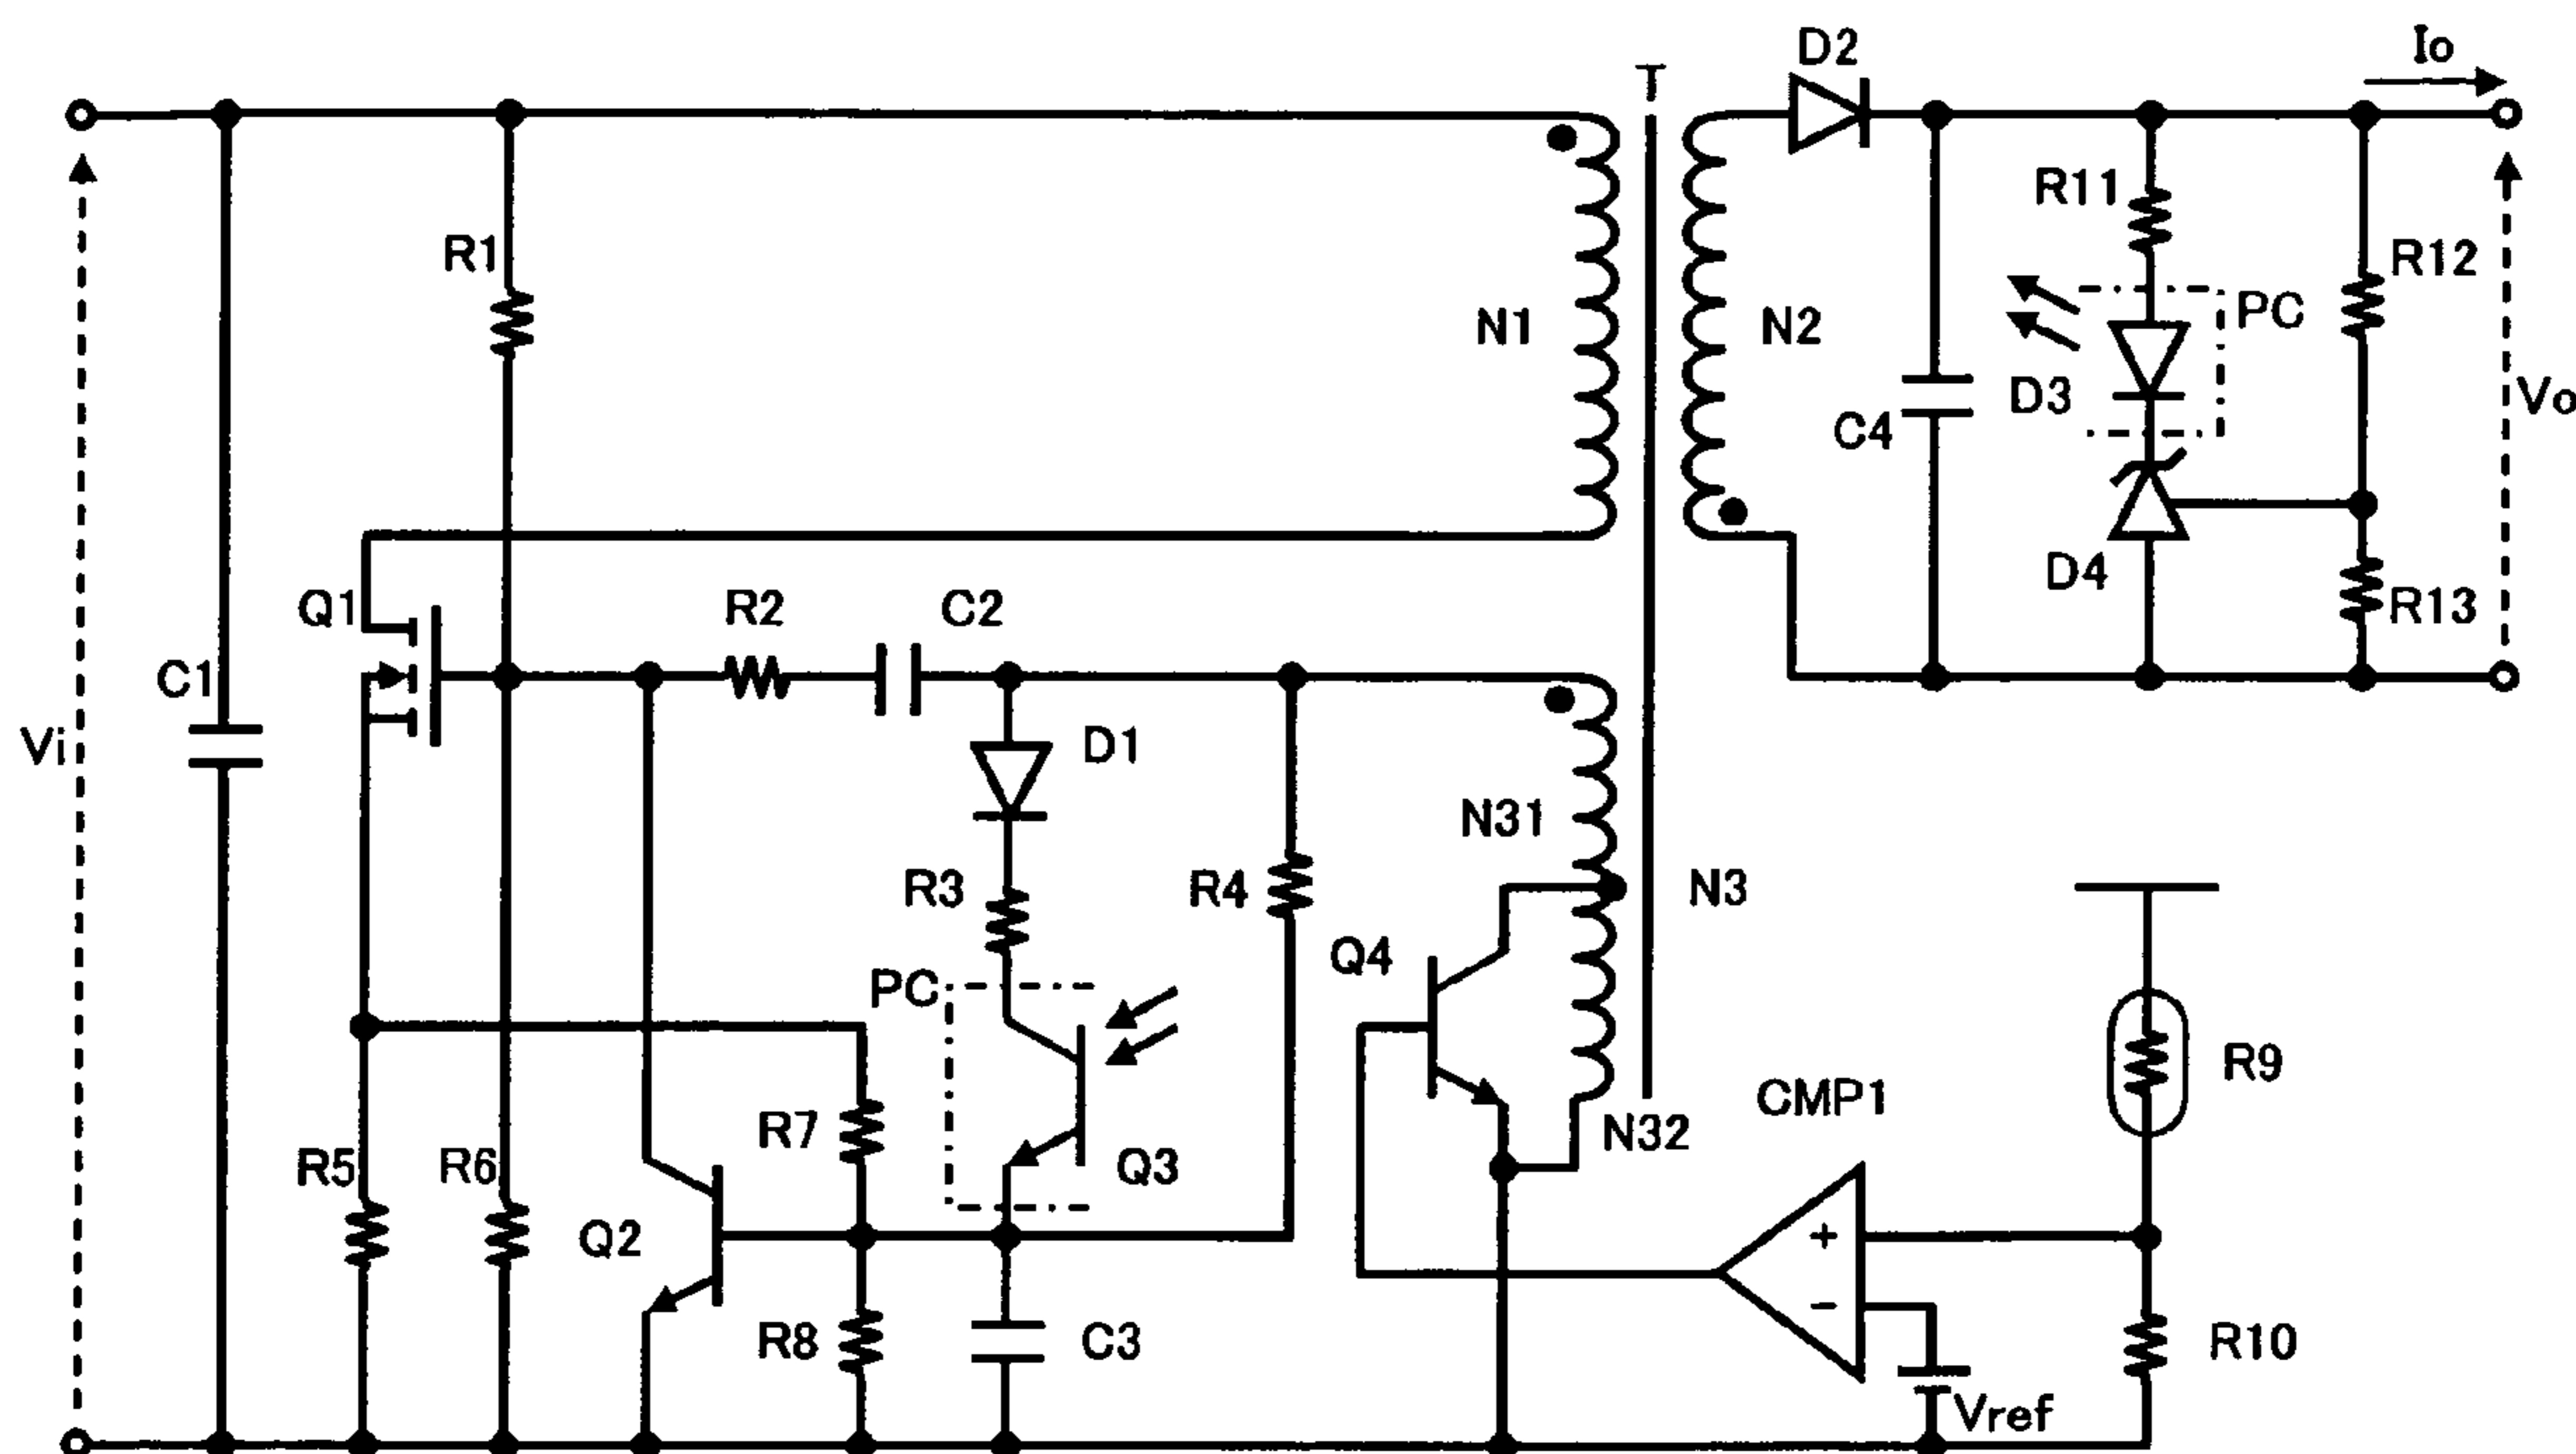 Io
D2
T
R11
R12
R1
PC
N1
N2
D3
C4
Vo
D4
R13
Q1
R2
C2
C1
Vi
D1
N31
R3
R4
N3
Q4
PC
R9
CMP1
R7
N32
R5
R6
Q3
Q2
+
−
R8
C3
R10
Vref